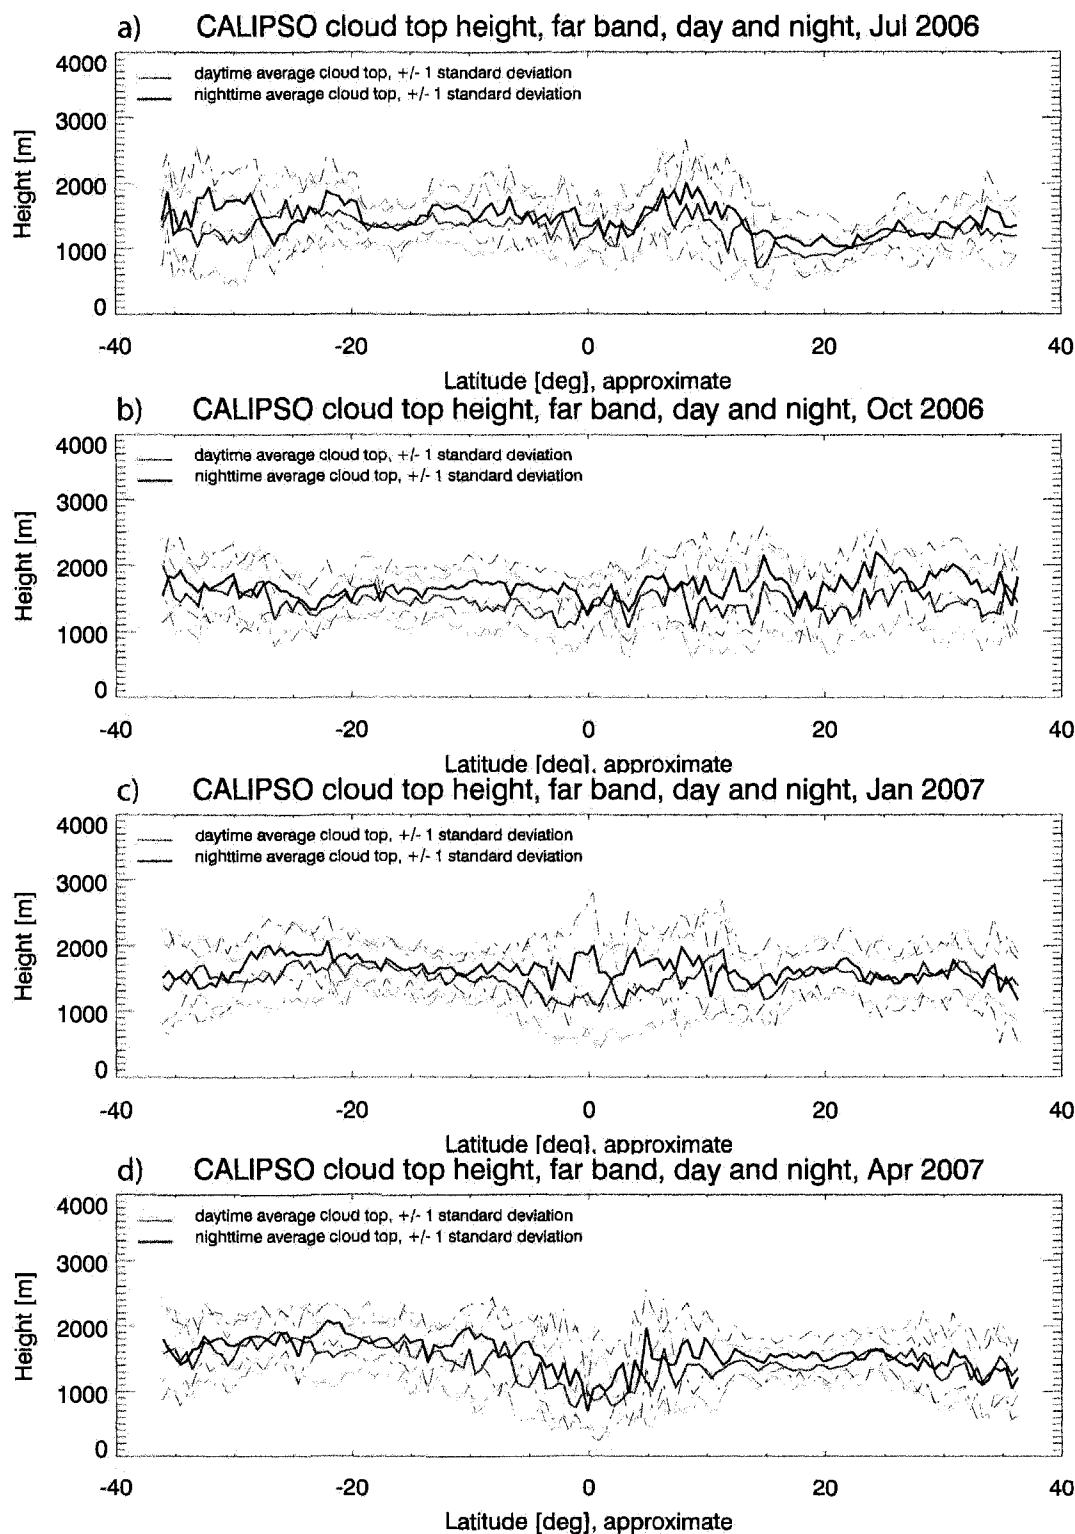 a) CALIPSO cloud top height, far band, day and night, Jul 2006
4000
daytime average cloud top, +/- 1 standard deviation
nighttime average cloud top, +/- 1 standard deviation
3000
Height [m]
2000
1000
0
-40 -20 0 20 40
Latitude [deg], approximate
b) CALIPSO cloud top height, far band, day and night, Oct 2006
4000
daytime average cloud top, +/- 1 standard deviation
nighttime average cloud top, +/- 1 standard deviation
3000
Height [m]
2000
1000
0
-40 -20 0 20 40
Latitude [deg], approximate
c) CALIPSO cloud top height, far band, day and night, Jan 2007
4000
daytime average cloud top, +/- 1 standard deviation
nighttime average cloud top, +/- 1 standard deviation
3000
Height [m]
2000
1000
0
-40 -20 0 20 40
Latitude [deg], approximate
d) CALIPSO cloud top height, far band, day and night, Apr 2007
4000
daytime average cloud top, +/- 1 standard deviation
nighttime average cloud top, +/- 1 standard deviation
3000
Height [m]
2000
1000
0
-40 -20 0 20 40
Latitude [deg], approximate